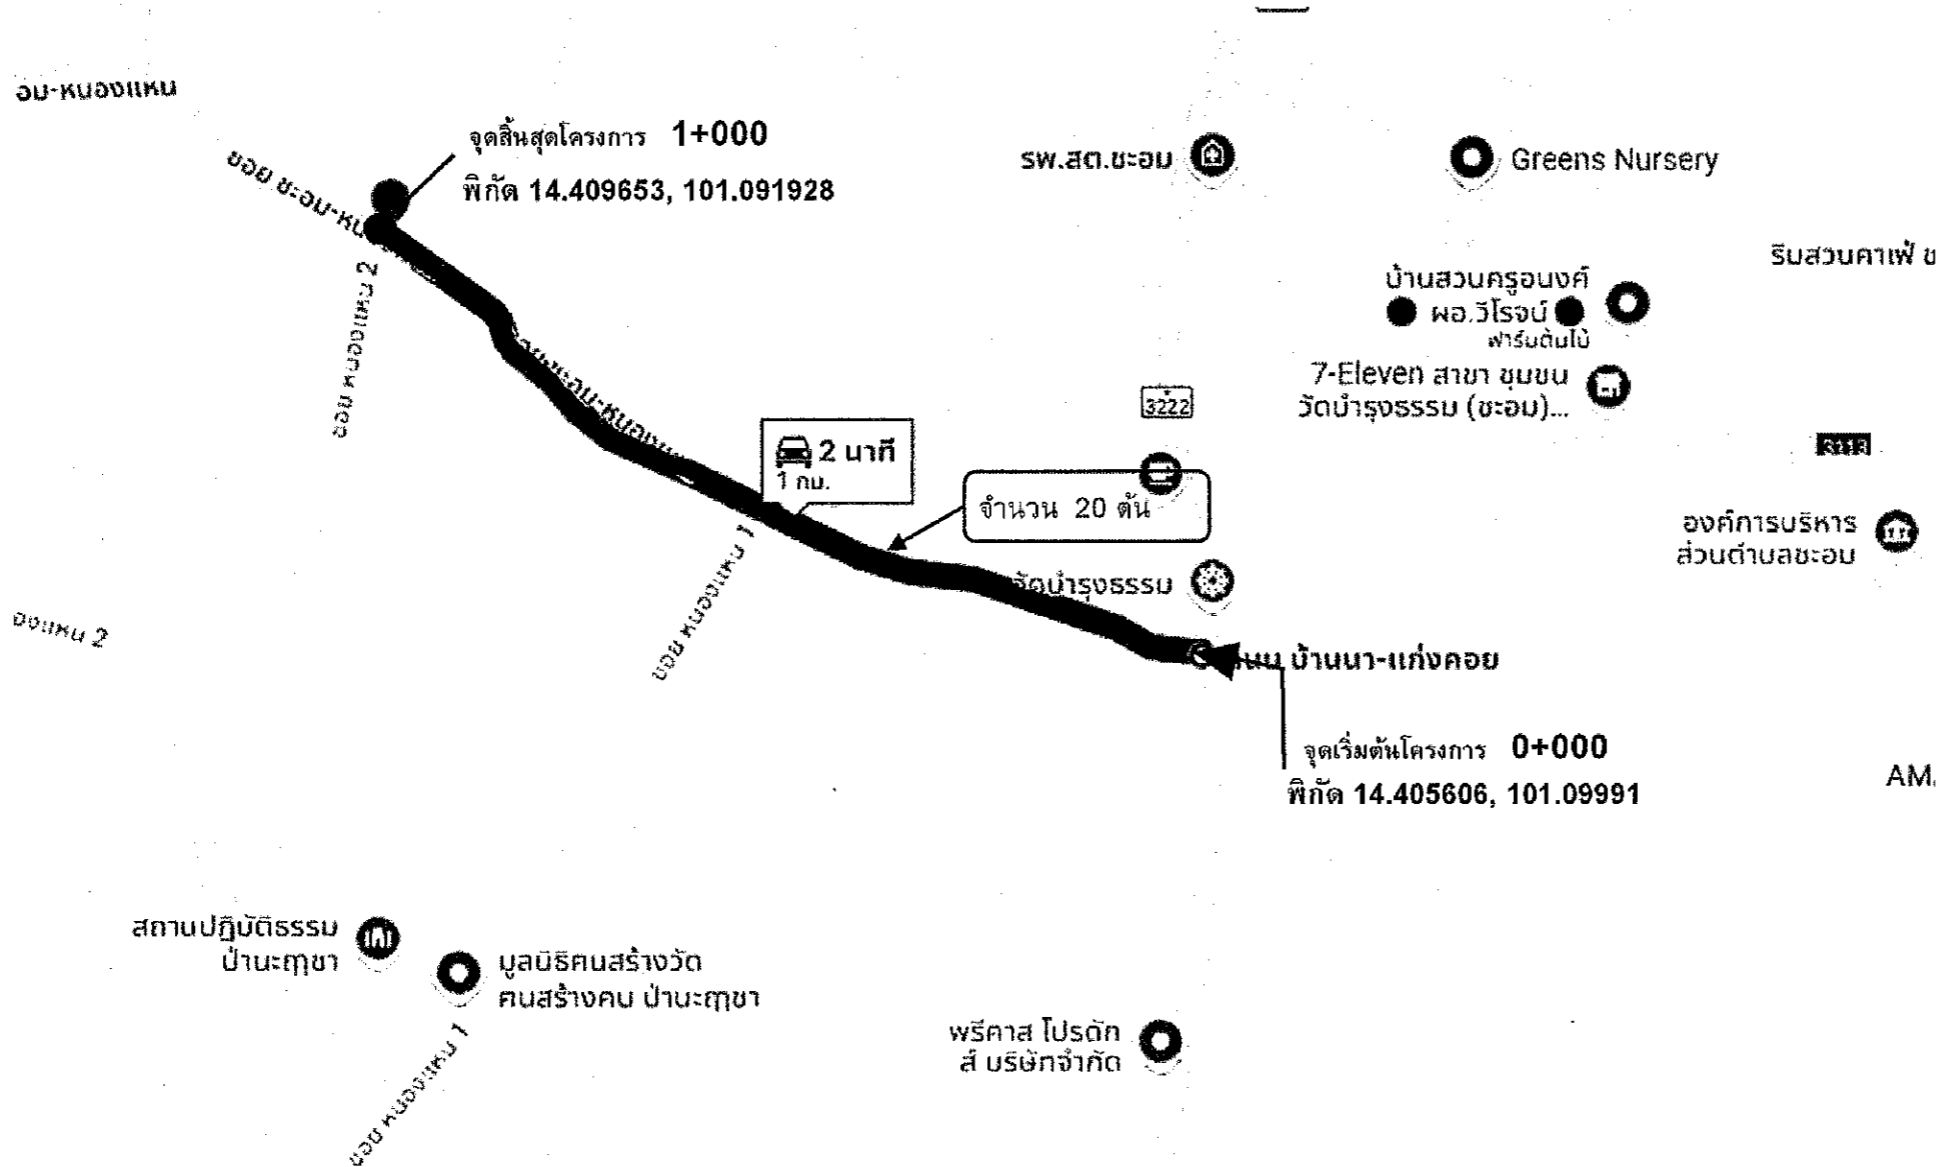 อม-หนองแหน
จุดสิ้นสุดโครงการ 1+000
พิกัด 14.409653, 101.091928
ซอย ชะอม-หน
รพ.สต.ชะอม
Greens Nursery
ริมสวนคาเฟ่ ช
ซอย หนองแหน 2
บ้านสวนครูอนงค์
ผอ.วิโรจน์
ฟาร์มต้นไม้
7-Eleven สาขา ชุมชน
วัดบำรุงธรรม (ชะอม)...
3222
2 นาที
1 กม.
จำนวน 20 ต้น
องค์การบริหาร
ส่วนตำบลชะอม
ซอย หนองแหน 1
วัดบำรุงธรรม
องแหน 2
นน บ้านนา-แก่งคอย
จุดเริ่มต้นโครงการ 0+000
พิกัด 14.405606, 101.09991
AM
สถานปฏิบัติธรรม
ป่านะฤาชา
มูลนิธิคนสร้างวัด
คนสร้างคน ป่านะฤาชา
พรีคาส โปรดัก
ส์ บริษัทจำกัด
ซอย หนองแหน 1